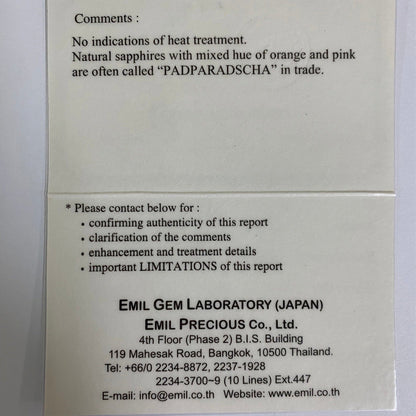 Comments :
No indications of heat treatment.
Natural sapphires with mixed hue of orange and pink
are often called “PADPARADSCHA” in trade.
* Please contact below for :
• confirming authenticity of this report
• clarification of the comments
• enhancement and treatment details
• important LIMITATIONS of this report
EMIL GEM LABORATORY (JAPAN)
EMIL PRECIOUS CO., LTD.
4th Floor (Phase 2) B.I.S. Building
119 Mahesak Road, Bangkok, 10500 Thailand.
Tel: +66/0 2234-8872, 2237-1928
2234-3700~9 (10 Lines) Ext.447
E-mail: info@emil.co.th Website: www.emil.co.th